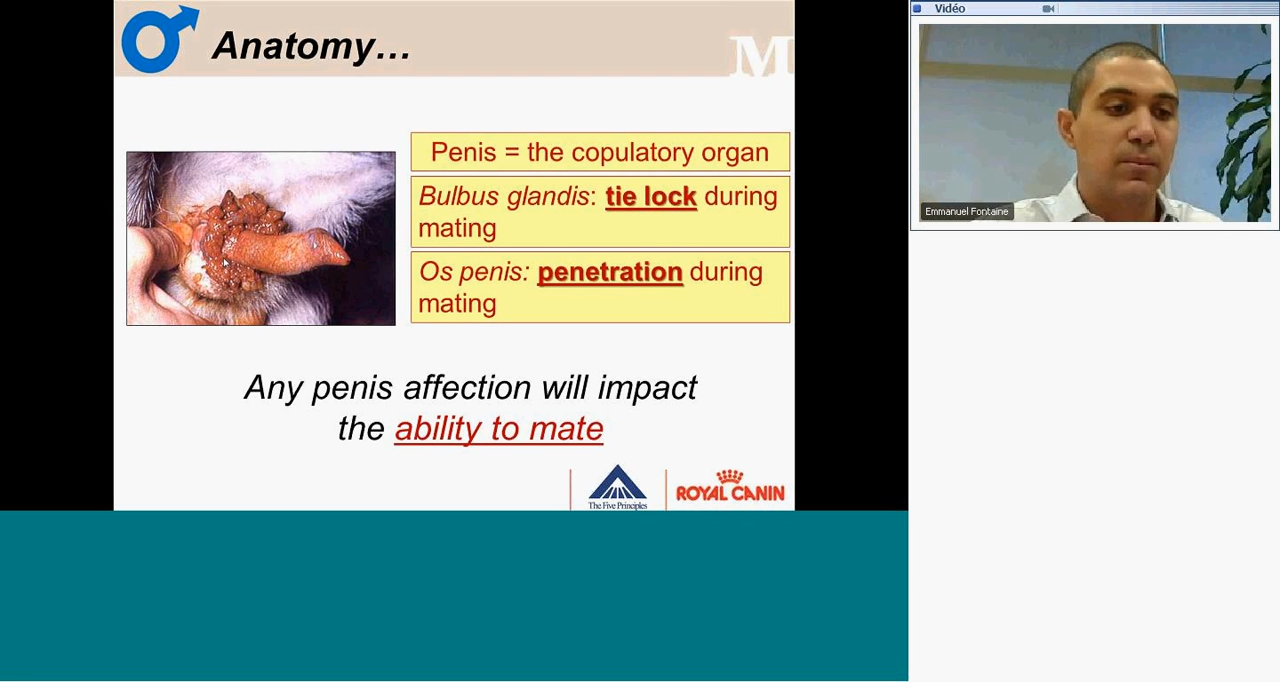 Anatomy...
M
Penis = the copulatory organ
Bulbus glandis: tie lock during
mating
Os penis: penetration during
mating
Any penis affection will impact
the ability to mate
The Five Principles
ROYAL CANIN
Vidéo
Emmanuel Fontaine